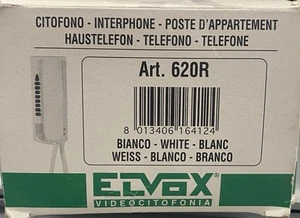 CITOFONO - INTERPHONE - POSTE D'APPARTEMENT
HAUSTELEFON - TELEFONO - TELEFONE
Art. 620R
8 013406 164124
BIANCO - WHITE - BLANC
WEISS - BLANCO - BRANCO
ELVOX
VIDEOCITOFONIA